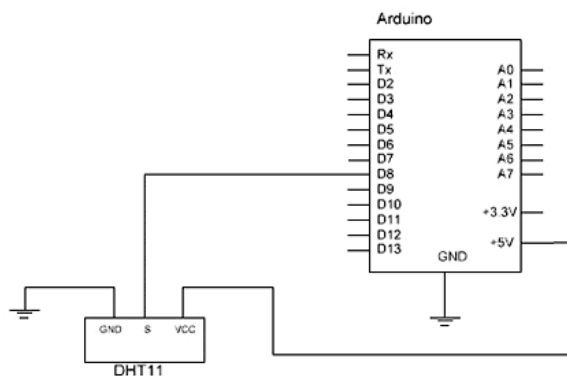 Arduino
Rx
Tx A0
D2 A1
D3 A2
D4 A3
D5 A4
D6 A5
D7 A6
D8 A7
D9
D10 +3.3V
D11
D12 +5V
D13
GND
GND S VCC
DHT11